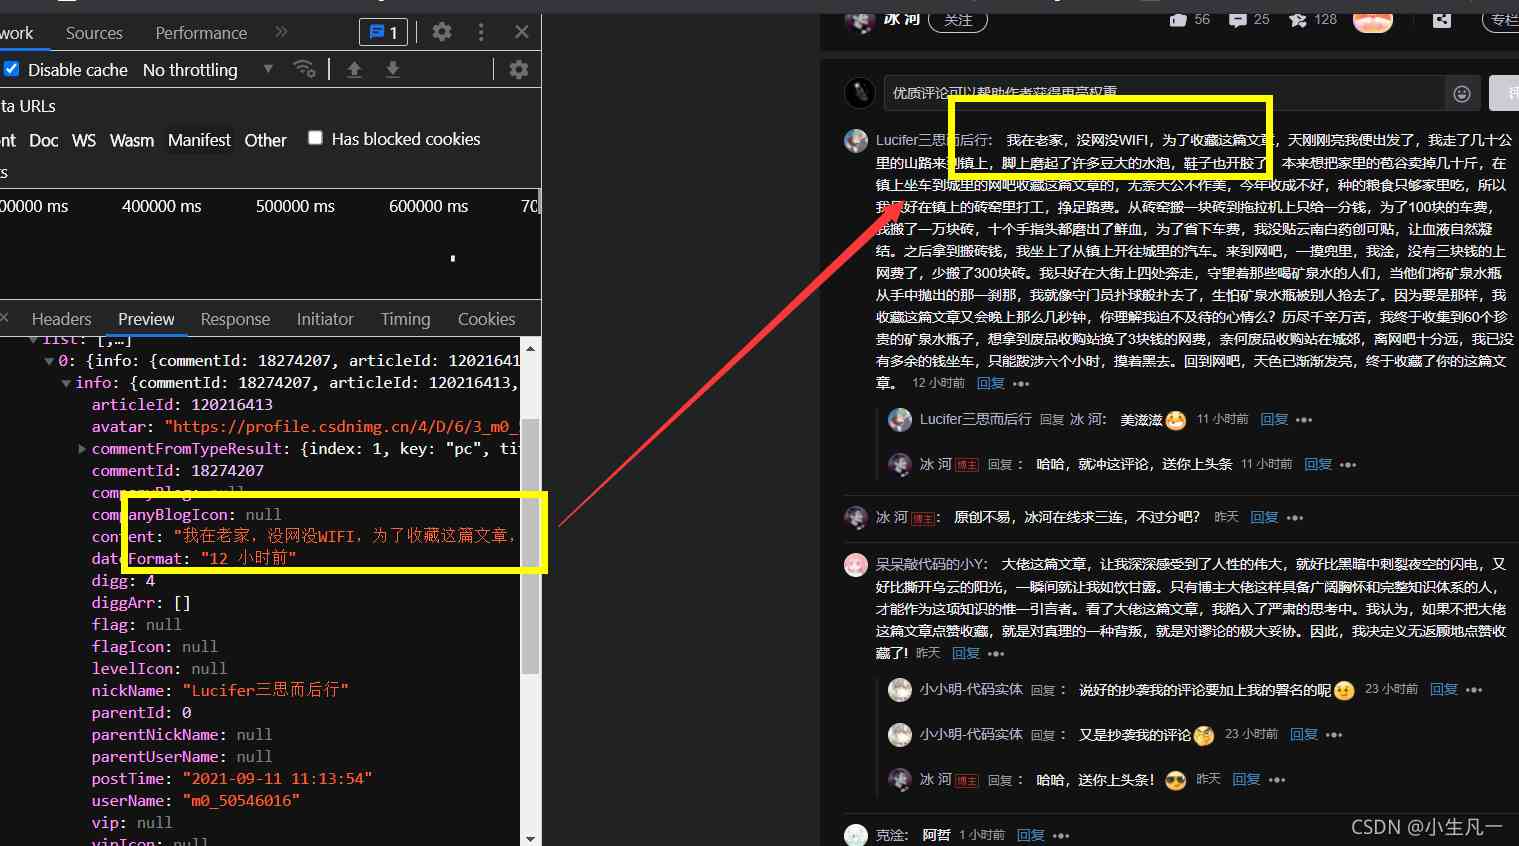 work Sources Performance » 1
Disable cache No throttling
ta URLs
nt Doc WS Wasm Manifest Other Has blocked cookies
s
00000 ms 400000 ms 500000 ms 600000 ms 70
Headers Preview Response Initiator Timing Cookies
list: [,…]
0: {info: {commentId: 18274207, articleId: 12021641
info: {commentId: 18274207, articleId: 120216413,
articleId: 120216413
avatar: "https://profile.csdnimg.cn/4/D/6/3_m0_
commentFromTypeResult: {index: 1, key: "pc", ti
commentId: 18274207
companyBlog: null
companyBlogIcon: null
content: "我在老家，没网没WIFI，为了收藏这篇文章，
dateFormat: "12 小时前"
digg: 4
diggArr: []
flag: null
flagIcon: null
levelIcon: null
nickName: "Lucifer三思而后行"
parentId: 0
parentNickName: null
parentUserName: null
postTime: "2021-09-11 11:13:54"
userName: "m0_50546016"
vip: null
vipIcon: null
冰 河 关注 56 25 128 专栏
优质评论可以帮助作者获得更高权重
Lucifer三思而后行： 我在老家，没网没WIFI，为了收藏这篇文章，天刚刚亮我便出发了，我走了几十公
里的山路来到镇上，脚上磨起了许多豆大的水泡，鞋子也开胶了。本来想把家里的苞谷卖掉几十斤，在
镇上坐车到城里的网吧收藏这篇文章的，无奈天公不作美，今年收成不好，种的粮食只够家里吃，所以
我只好在镇上的砖窑里打工，挣足路费。从砖窑搬一块砖到拖拉机上只给一分钱，为了100块的车费，
我搬了一万块砖，十个手指头都磨出了鲜血，为了省下车费，我没贴云南白药创可贴，让血液自然凝
结。之后拿到搬砖钱，我坐上了从镇上开往城里的汽车。来到网吧，一摸兜里，我淦，没有三块钱的上
网费了，少搬了300块砖。我只好在大街上四处奔走，守望着那些喝矿泉水的人们，当他们将矿泉水瓶
从手中抛出的那一刹那，我就像守门员扑球般扑去了，生怕矿泉水瓶被别人抢去了。因为要是那样，我
收藏这篇文章又会晚上那么几秒钟，你理解我迫不及待的心情么？历尽千辛万苦，我终于收集到60个珍
贵的矿泉水瓶子，想拿到废品收购站换了3块钱的网费，奈何废品收购站在城郊，离网吧十分远，我已没
有多余的钱坐车，只能跋涉六个小时，摸着黑去。回到网吧，天色已渐渐发亮，终于收藏了你的这篇文
章。 12 小时前 回复 •••
Lucifer三思而后行 回复 冰 河： 美滋滋 11 小时前 回复 •••
冰 河 博主 回复： 哈哈，就冲这评论，送你上头条 11 小时前 回复 •••
冰 河 博主： 原创不易，冰河在线求三连，不过分吧？ 昨天 回复 •••
呆呆敲代码的小Y： 大佬这篇文章，让我深深感受到了人性的伟大，就好比黑暗中刺裂夜空的闪电，又
好比撕开乌云的阳光，一瞬间就让我如饮甘露。只有博主大佬这样具备广阔胸怀和完整知识体系的人，
才能作为这项知识的惟一引言者。看了大佬这篇文章，我陷入了严肃的思考中。我认为，如果不把大佬
这篇文章点赞收藏，就是对真理的一种背叛，就是对谬论的极大妥协。因此，我决定义无返顾地点赞收
藏了! 昨天 回复 •••
小小明-代码实体 回复： 说好的抄袭我的评论要加上我的署名的呢 23 小时前 回复 •••
小小明-代码实体 回复： 又是抄袭我的评论 23 小时前 回复 •••
冰 河 博主 回复： 哈哈，送你上头条！ 昨天 回复 •••
克淦： 阿哲 1 小时前 回复 •••
CSDN @小生凡一